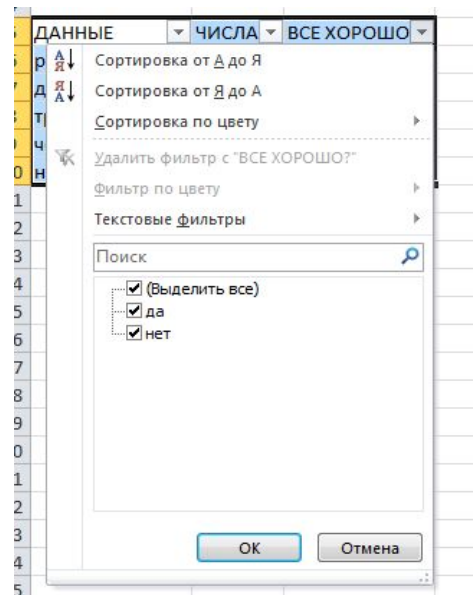 ДАННЫЕ ЧИСЛА ВСЕ ХОРОШО
Сортировка от А до Я
Сортировка от Я до А
Сортировка по цвету
Удалить фильтр с "ВСЕ ХОРОШО?"
Фильтр по цвету
Текстовые фильтры
Поиск
(Выделить все)
да
нет
ОК Отмена